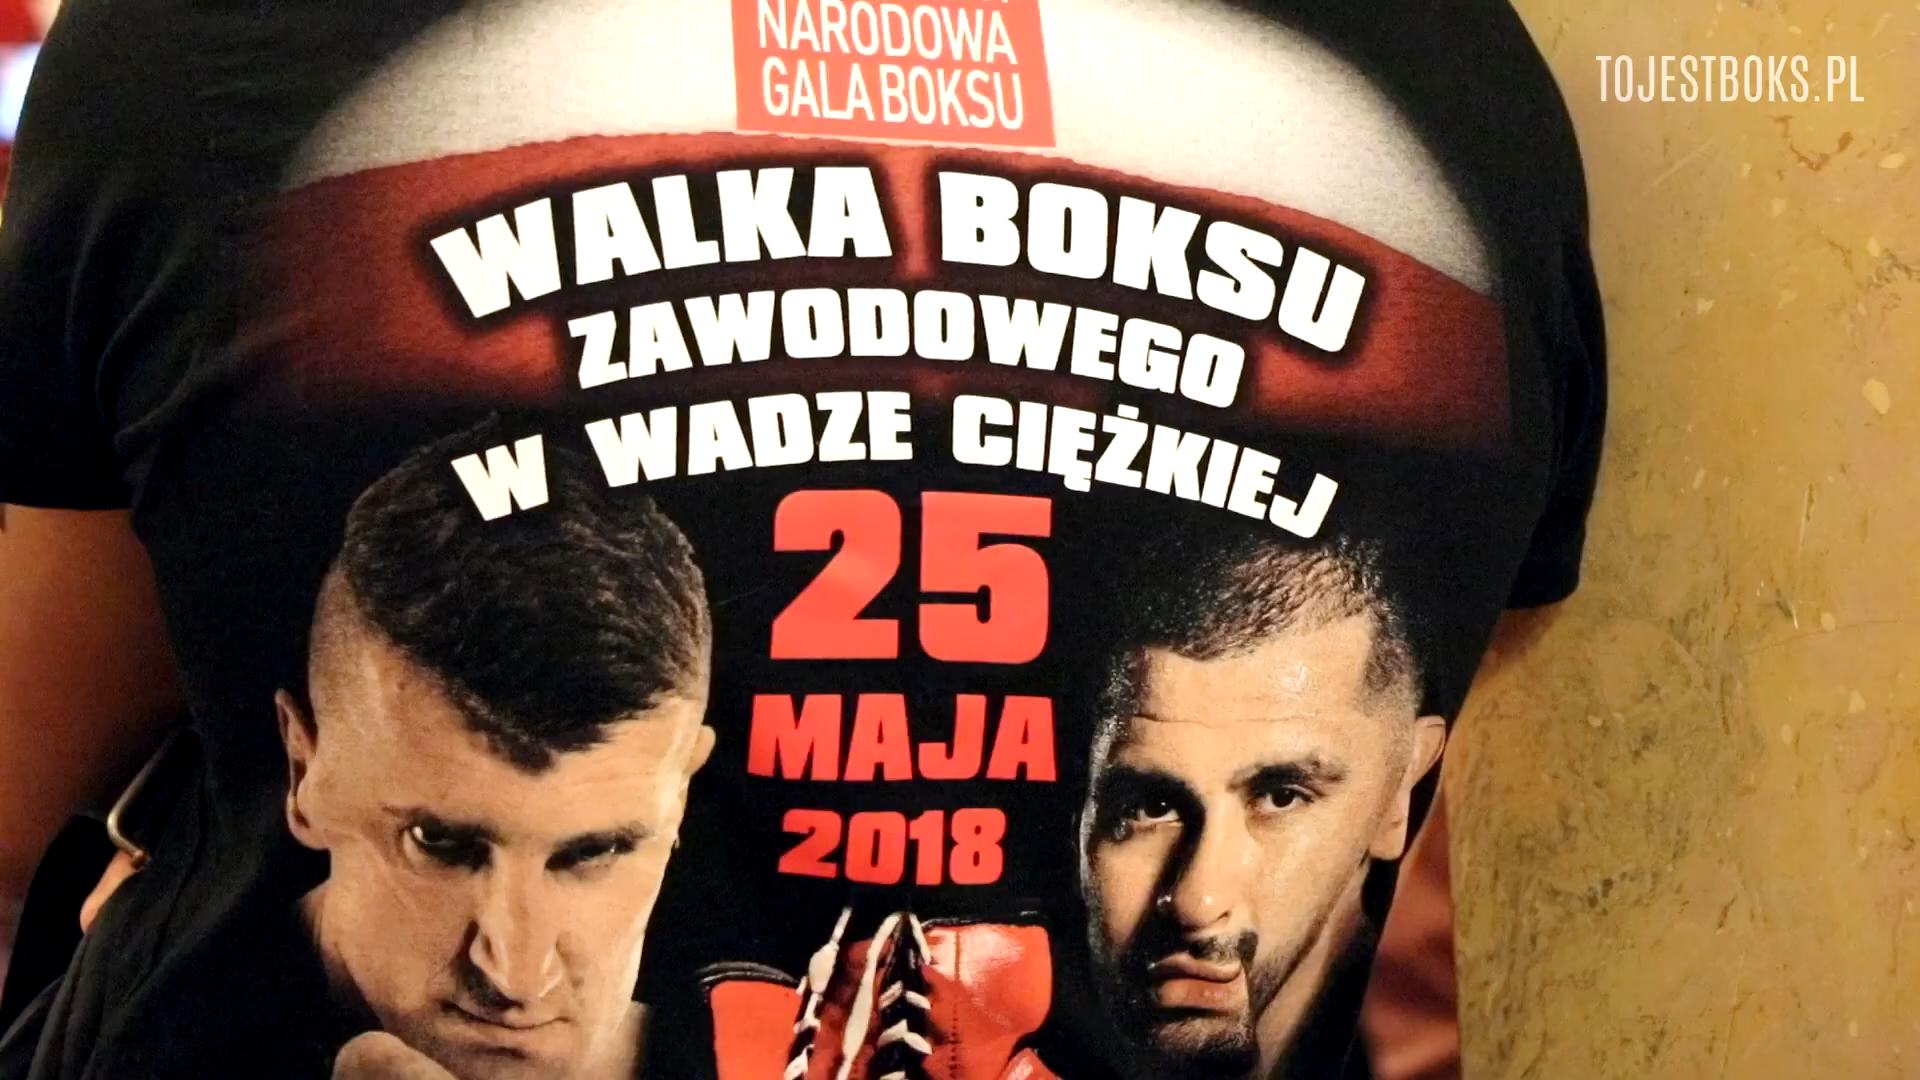 NARODOWA
GALA BOKSU
TOJESTBOKS.PL
WALKA BOKSU
ZAWODOWEGO
W WADZE CIĘŻKIEJ
25
MAJA
2018